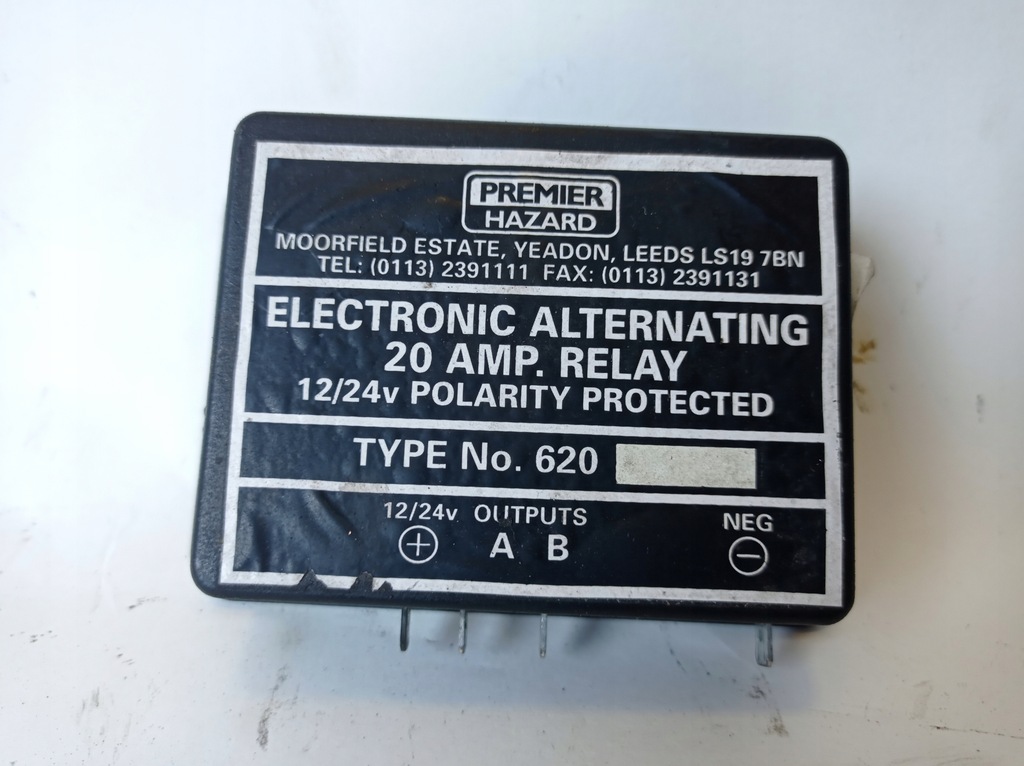 PREMIER
HAZARD
MOORFIELD ESTATE, YEADON, LEEDS LS19 7BN
TEL: (0113) 2391111 FAX: (0113) 2391131
ELECTRONIC ALTERNATING
20 AMP. RELAY
12/24v POLARITY PROTECTED
TYPE No. 620
12/24v OUTPUTS NEG
+ A B -